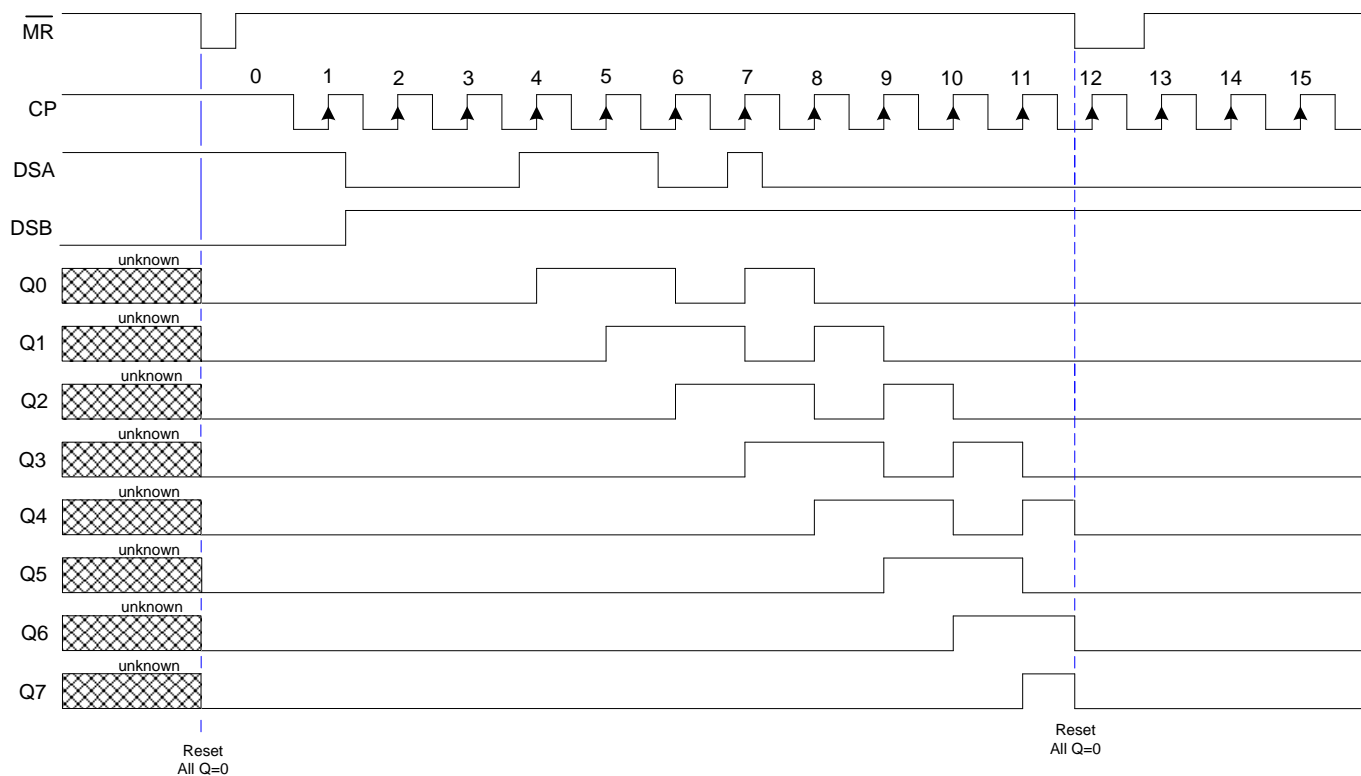 MR
0 1 2 3 4 5 6 7 8 9 10 11 12 13 14 15
CP
DSA
DSB
unknown
Q0
unknown
Q1
unknown
Q2
unknown
Q3
unknown
Q4
unknown
Q5
unknown
Q6
unknown
Q7
Reset
All Q=0
Reset
All Q=0